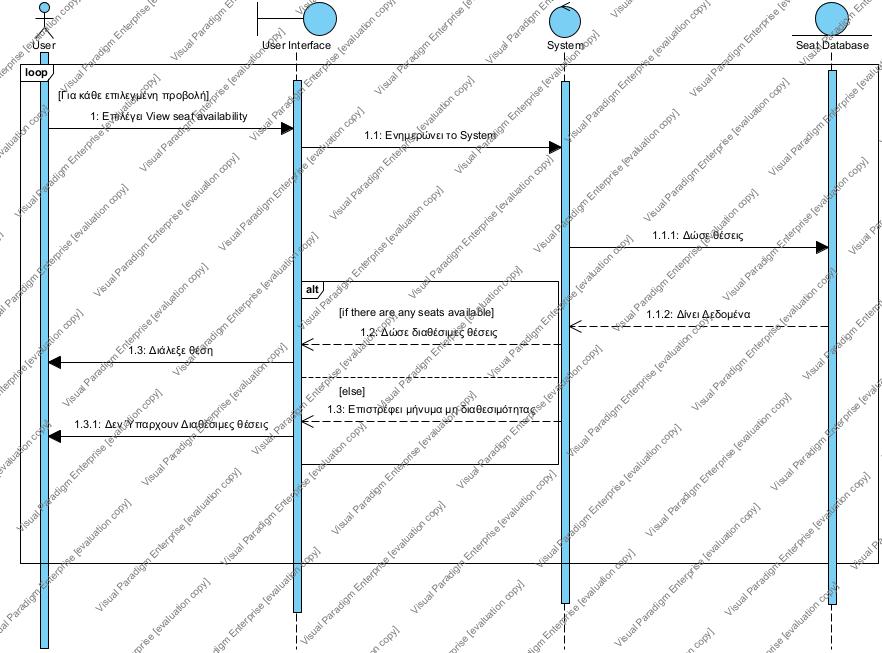 User
User Interface
System
Seat Database
loop
[Για κάθε επιλεγμένη προβολή]
1: Επιλέγει View seat availability
1.1: Ενημερώνει το System
1.1.1: Δώσε θέσεις
alt
[if there are any seats available]
1.1.2: Δίνει Δεδομένα
1.2: Δώσε διαθέσιμες θέσεις
1.3: Διάλεξε θέση
[else]
1.3: Επιστρέφει μήνυμα μη διαθεσιμότητας
1.3.1: Δεν Υπαρχουν Διαθέσιμες θέσεις
Visual Paradigm Enterprise [evaluation copy]